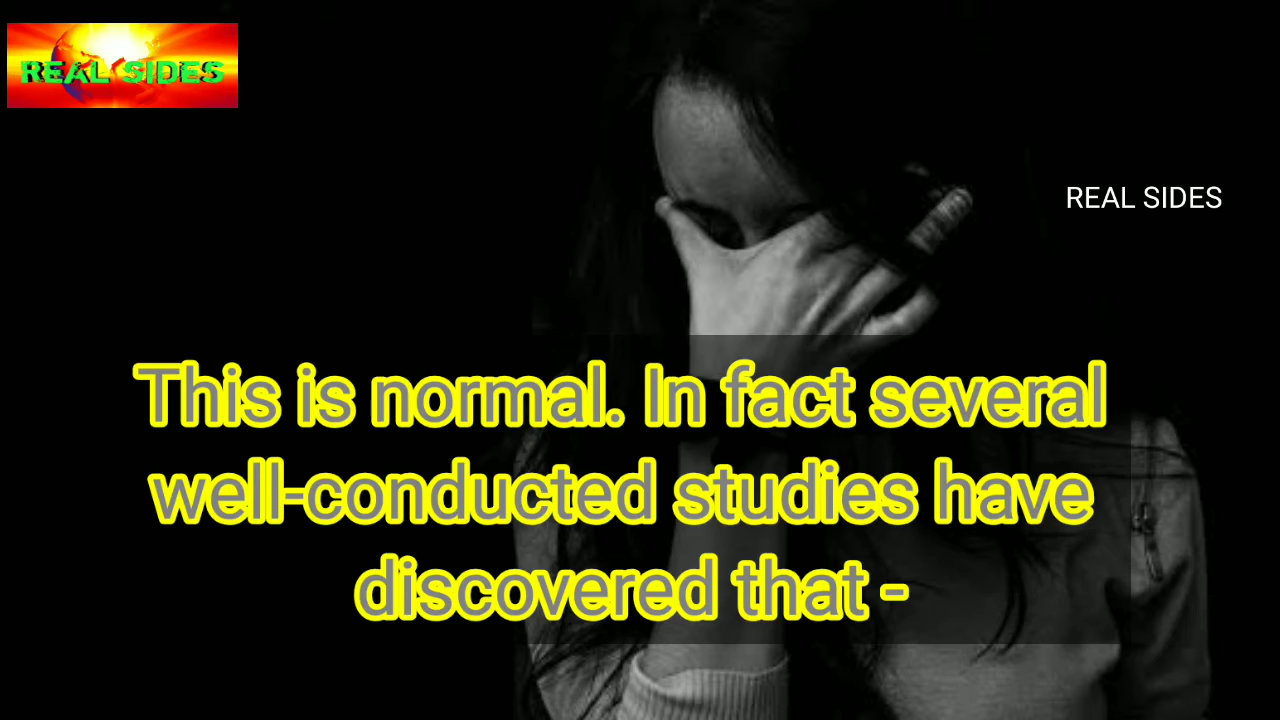 REAL SIDES
REAL SIDES
This is normal. In fact several
well-conducted studies have
discovered that -